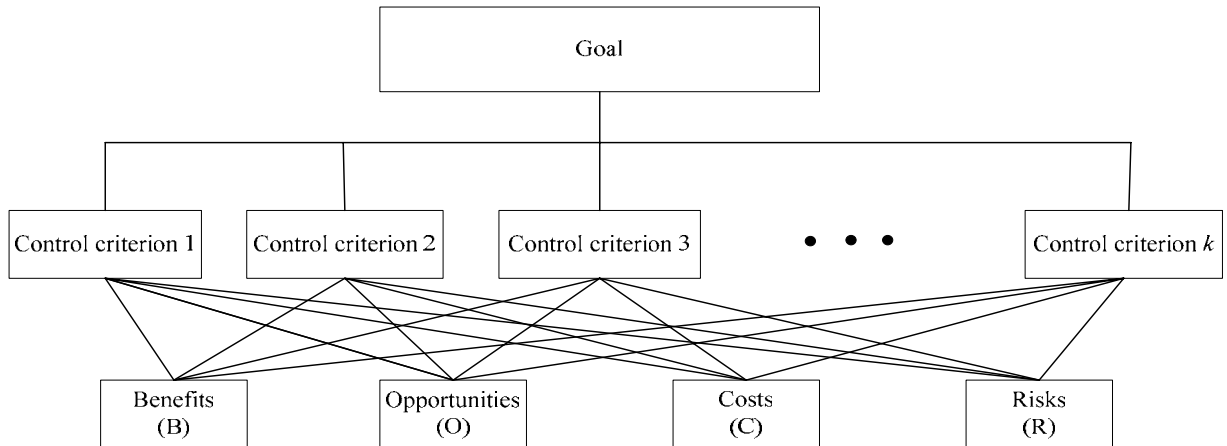 Goal
Control criterion 1
Control criterion 2
Control criterion 3
• • •
Control criterion k
Benefits
(B)
Opportunities
(O)
Costs
(C)
Risks
(R)